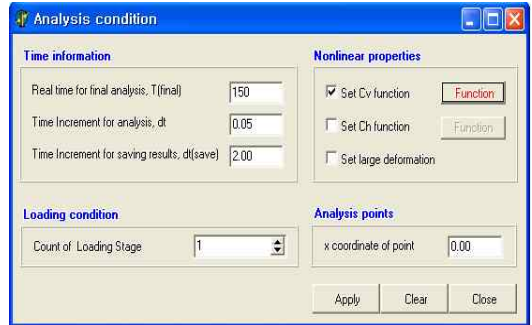 Analysis condition
Time information
Real time for final analysis, T(final) 150
Time Increment for analysis, dt 0.05
Time Increment for saving results, dt(save) 2.00
Nonlinear properties
Set Cv function Function
Set Ch function Function
Set large deformation
Loading condition
Count of Loading Stage 1
Analysis points
x coordinate of point 0.00
Apply Clear Close